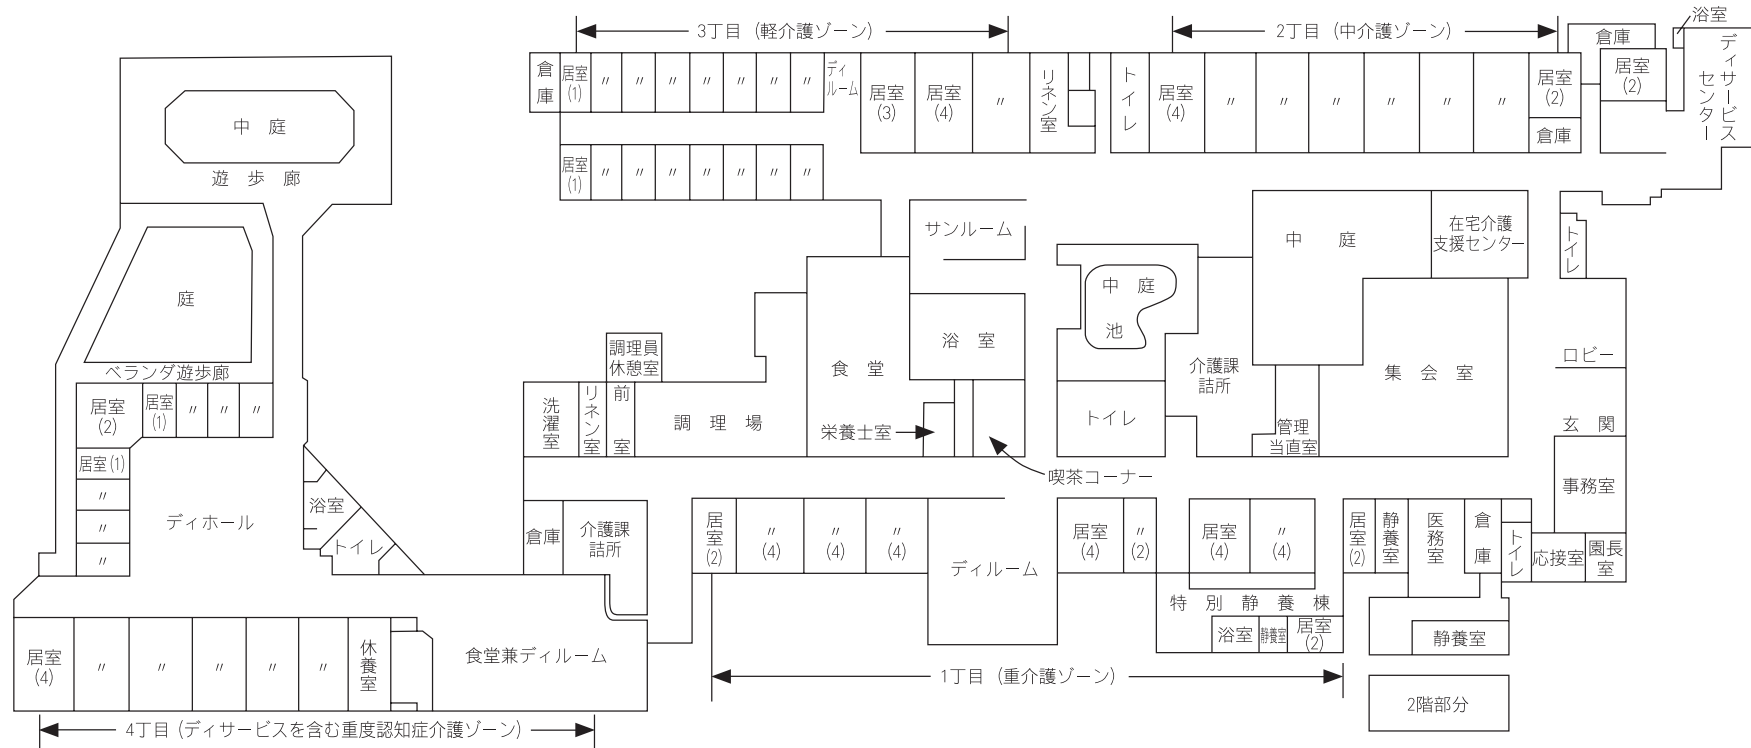 3丁目（軽介護ゾーン）
2丁目（中介護ゾーン）
浴室
倉庫
居室
(1)
〃
〃
〃
〃
〃
〃
〃
ディ
ルーム
居室
(3)
居室
(4)
〃
リネン室
トイレ
居室
(4)
〃
〃
〃
〃
〃
〃
居室
(2)
倉庫
倉庫
居室
(2)
ディサービス
センター
居室
(1)
〃
〃
〃
〃
〃
〃
〃
中庭
遊歩廊
庭
ベランダ遊歩廊
居室
(2)
居室
(1)
〃
〃
〃
居室(1)
〃
〃
〃
ディホール
浴室
トイレ
サンルーム
浴室
食堂
調理員
休憩室
洗濯室
リネン室
前室
調理場
栄養士室
喫茶コーナー
中庭
池
トイレ
介護課
詰所
中庭
在宅介護
支援センター
集会室
管理
当直室
トイレ
ロビー
玄関
事務室
応接室
園長室
倉庫
介護課
詰所
居室(2)
〃
(4)
〃
(4)
〃
(4)
ディルーム
居室
(4)
〃
(2)
居室
(4)
〃
(4)
特別静養棟
浴室
静養室
居室
(2)
居室(2)
静養室
医務室
倉庫
トイレ
静養室
2階部分
居室
(4)
〃
〃
〃
〃
〃
休養室
食堂兼ディルーム
1丁目（重介護ゾーン）
4丁目（ディサービスを含む重度認知症介護ゾーン）